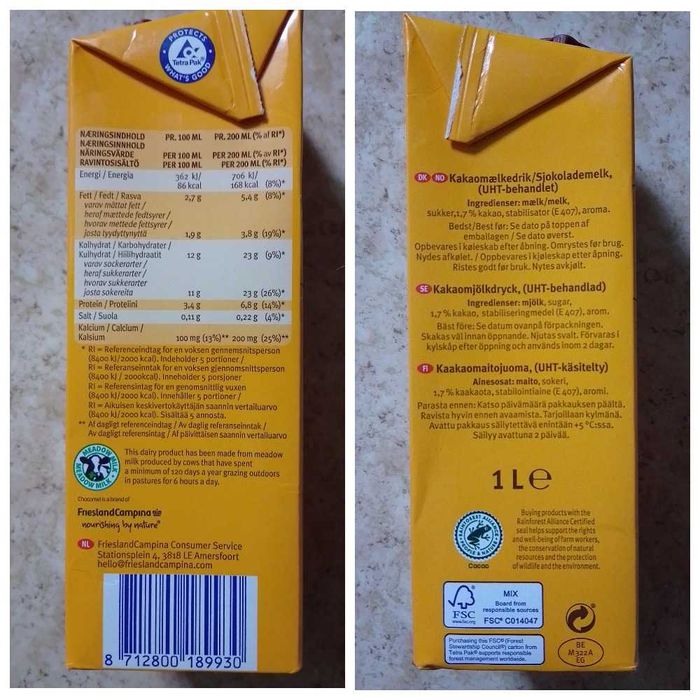 PROTECTS
Tetra Pak®
WHAT'S GOOD
NÆRINGSINDHOLD PR. 100 ML PR. 200 ML (% af RI*)
NÆRINGSINNHOLD
NÄRINGSVÄRDE PER 100 ML PER 200 ML (% av RI*)
RAVINTOSISÄLTÖ PER 100 ML PER 200 ML (% RI*)
Energi / Energia 362 kJ/ 706 kJ/
86 kcal 168 kcal (8%)*
Fett / Fedt / Rasva 2,7 g 5,4 g (8%)*
varav mättat fett /
heraf mættede fedtsyrer /
hvorav mettede fettsyrer /
josta tyydyttynyttä 1,9 g 3,8 g (19%)*
Kolhydrat / Karbohydrater /
Kulhydrat / Hiilihydraatit 12 g 23 g (9%)*
varav sockerarter /
heraf sukkerarter /
hvorav sukkerarter
josta sokereita 11 g 23 g (26%)*
Protein / Proteiini 3,4 g 6,8 g (14%)*
Salt / Suola 0,11 g 0,22 g (4%)*
Kalcium / Calcium /
Kalsium 100 mg (13%)** 200 mg (25%)**
* RI = Referenceindtag for en voksen gennemsnitsperson
(8400 kJ/2000 kcal). Indeholder 5 portioner /
RI = Referanseinntak for en voksen gjennomsnittsperson
(8400 kJ / 2000kcal). Inneholder 5 porsjoner
RI = Referensintag för en genomsnittlig vuxen
(8400 kJ/2000 kcal). Innehåller 5 portioner /
RI = Aikuisen keskivertokäyttäjän saannin vertailuarvo
(8400 kJ/2000 kcal). Sisältää 5 annosta.
** Af dagligt referenceindtag / Av daglig referanseinntak /
Av dagligt referensintag / Af päivittäisen saannin vertailuarvo
MEADOW MILK
MEADOW MILK
This dairy product has been made from meadow
milk produced by cows that have spent
a minimum of 120 days a year grazing outdoors
in pastures for 6 hours a day.
Chocomel is a brand of
FrieslandCampina
nourishing by nature®
NL FrieslandCampina Consumer Service
Stationsplein 4, 3818 LE Amersfoort
hello@frieslandcampina.com
8 712800 189930
DK NO Kakaomælkedrik/Sjokolademelk,
(UHT-behandlet)
Ingredienser: mælk/melk,
sukker,1,7 % kakao, stabilisator (E 407), aroma.
Bedst/Best før: Se dato på toppen af
emballagen / Se dato øverst.
Opbevares i køleskab efter åbning. Omrystes før brug.
Nydes afkølet. / Oppbevares i kjøleskap etter åpning.
Ristes godt før bruk. Nytes avkjølt.
SE Kakaomjölkdryck, (UHT-behandlad)
Ingredienser: mjölk, sugar,
1,7 % kakao, stabiliseringmedel (E 407), arom.
Bäst före: Se datum ovanpå förpackningen.
Skakas väl innan öppnande. Njutas sval. Förvaras i
kylskåp efter öppning och används inom 2 dagar.
FI Kaakaomaitojuoma, (UHT-käsitelty)
Ainesosat: maito, sokeri,
1,7 % kaakaota, stabilointiaine (E 407), aromi.
Parasta ennen: Katso päivämäärä pakkauksen päältä.
Ravista hyvin ennen avaamista. Tarjoillaan kylmänä.
Avattu pakkaus säilytettävä enintään +5 °C:ssa.
Säilyy avattuna 2 päivää.
1 L e
RAINFOREST ALLIANCE
PEOPLE & NATURE
COCOA
Buying products with the
Rainforest Alliance Certified
seal helps support the rights
and well-being of farm workers,
the conservation of natural
resources and the protection
of wildlife and the environment.
FSC
www.fsc.org
MIX
Board from
responsible sources
FSC® C014047
Purchasing this FSC® (Forest
Stewardship Council®) carton from
Tetra Pak® supports responsible
forest management worldwide.
BE
M 322 A
EG